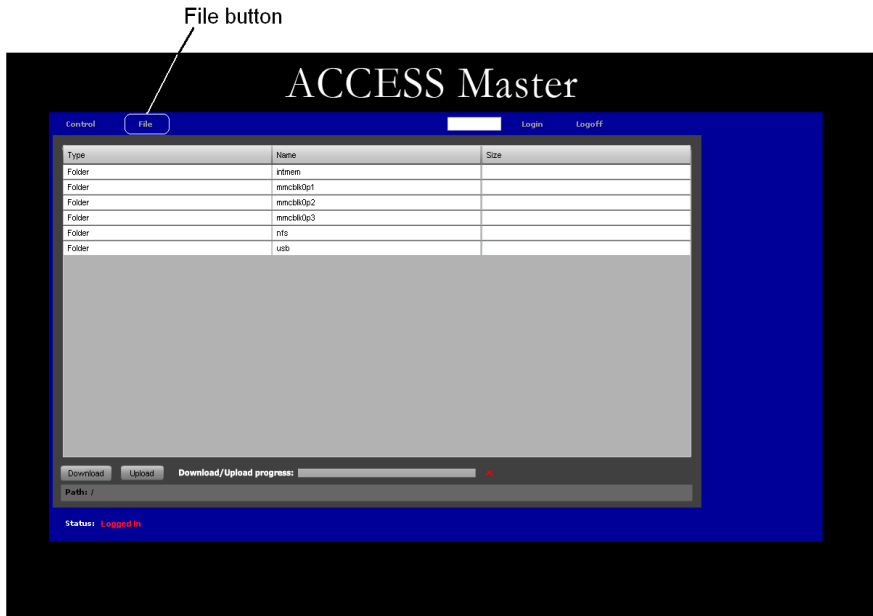 File button
ACCESS Master
Control File Login Logoff
Type Name Size
Folder intmem
Folder mmcblk0p1
Folder mmcblk0p2
Folder mmcblk0p3
Folder nfs
Folder usb
Download Upload Download/Upload progress:
Path: /
Status: Logged In